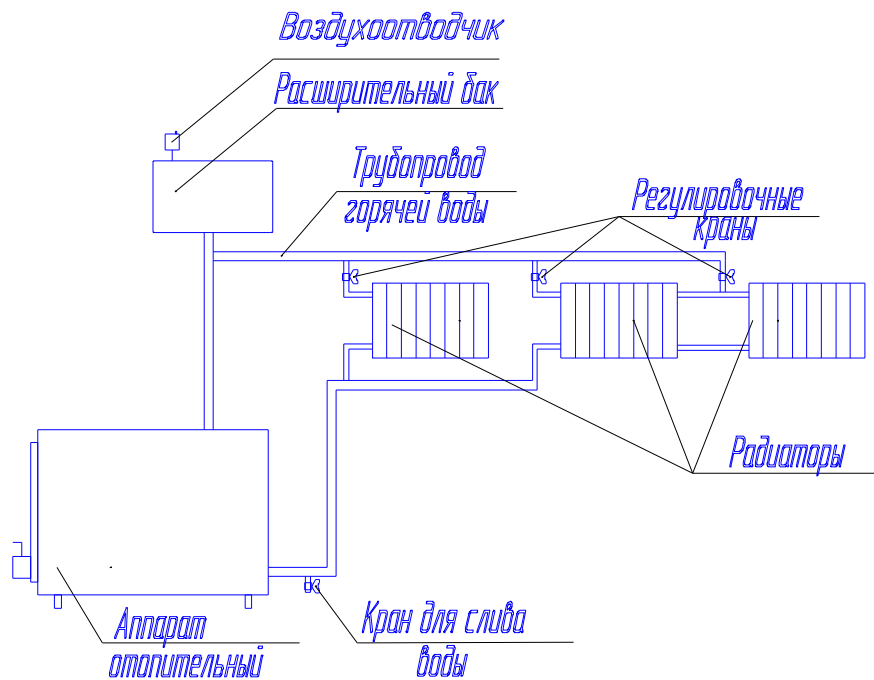 Воздухоотводчик
Расширительный бак
Трубопровод
горячей воды
Регулировочные
краны
Радиаторы
Аппарат
отопительный
Кран для слива
воды